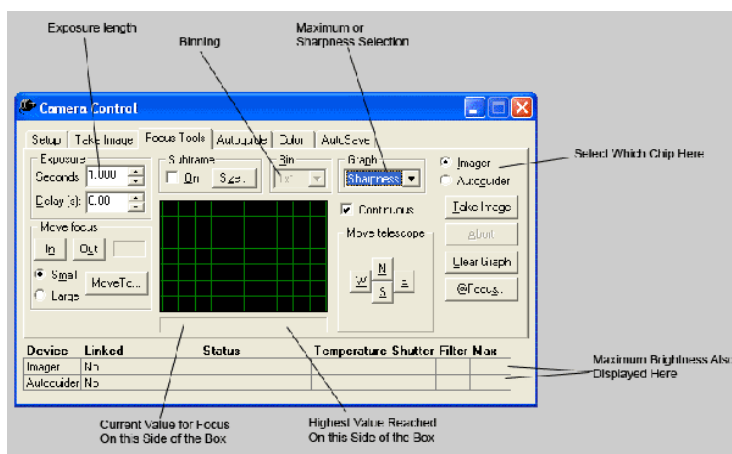 Exposure length
Binning
Maximum or
Sharpness Selection
Camera Control
Setup Take Image Focus Tools Autoguide Color AutoSave
Select Which Chip Here
Exposure Subframe Bin Graph Imager
Seconds 1.000 On Size... Sharpness Autoguider
Delay (s): 0.00 Continuous Take Image
Move focus Move telescope Abort
In Out N Clear Graph
Small MoveTo... W S E @Focus..
Large
Device Linked Status Temperature Shutter Filter Max
Imager No
Autoguider No
Maximum Brightness Also
Displayed Here
Current Value for Focus
On this Side of the Box
Highest Value Reached
On this Side of the Box